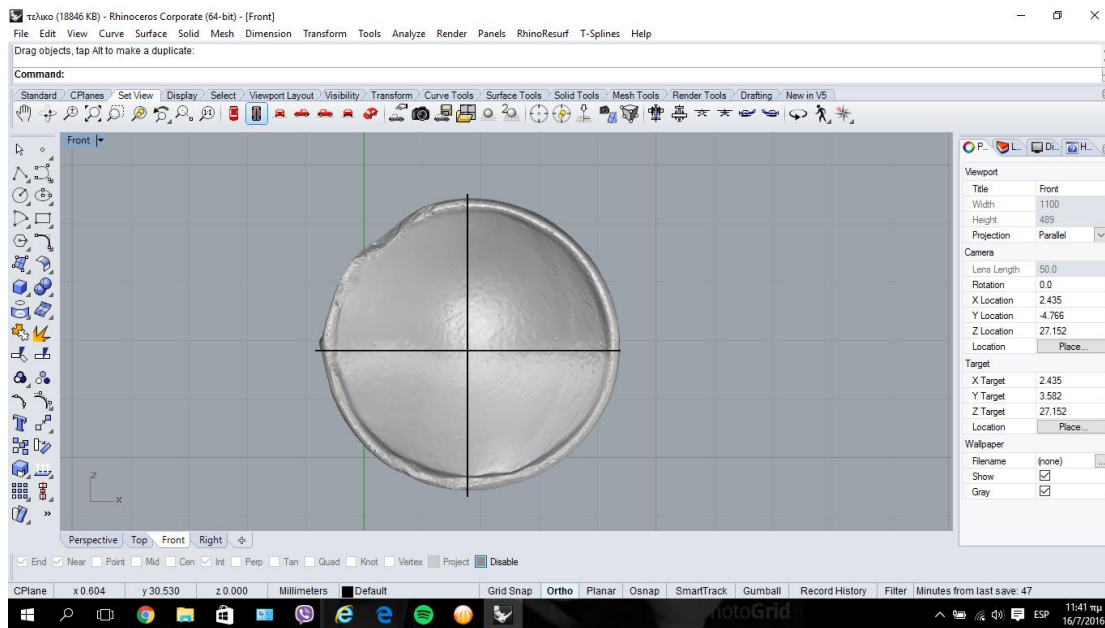 τελικο (18846 KB) - Rhinoceros Corporate (64-bit) - [Front]
File Edit View Curve Surface Solid Mesh Dimension Transform Tools Analyze Render Panels RhinoResurf T-Splines Help
Drag objects, tap Alt to make a duplicate:
Command:
Standard CPlanes Set View Display Select Viewport Layout Visibility Transform Curve Tools Surface Tools Solid Tools Mesh Tools Render Tools Drafting New in V5
Front
P... L... Di... H...
Viewport
Title Front
Width 1100
Height 489
Projection Parallel
Camera
Lens Length 50.0
Rotation 0.0
X Location 2.435
Y Location -4.766
Z Location 27.152
Location Place...
Target
X Target 2.435
Y Target 3.582
Z Target 27.152
Location Place...
Wallpaper
Filename (none) ...
Show
Gray
z
x
Perspective Top Front Right
End Near Point Mid Cen Int Perp Tan Quad Knot Vertex Project Disable
CPlane x 0.604 y 30.530 z 0.000 Millimeters Default Grid Snap Ortho Planar Osnap SmartTrack Gumball Record History Filter Minutes from last save: 47
ESP 11:41 πμ
16/7/2016